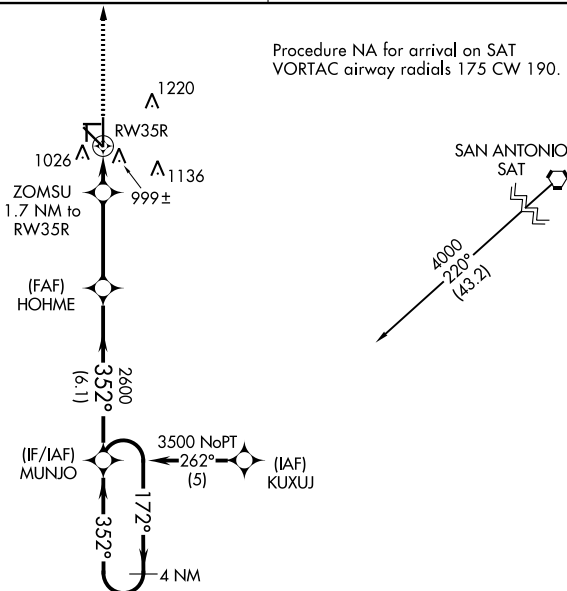 Procedure NA for arrival on SAT
VORTAC airway radials 175 CW 190.
1220
RW35R
1026
1136
999±
SAN ANTONIO
SAT
ZOMSU
1.7 NM to
RW35R
4000
220°
(43.2)
(FAF)
HOHME
2600
352°
(6.1)
(IF/IAF)
MUNJO
3500 NoPT
262°
(5)
(IAF)
KUXUJ
352°
172°
4 NM